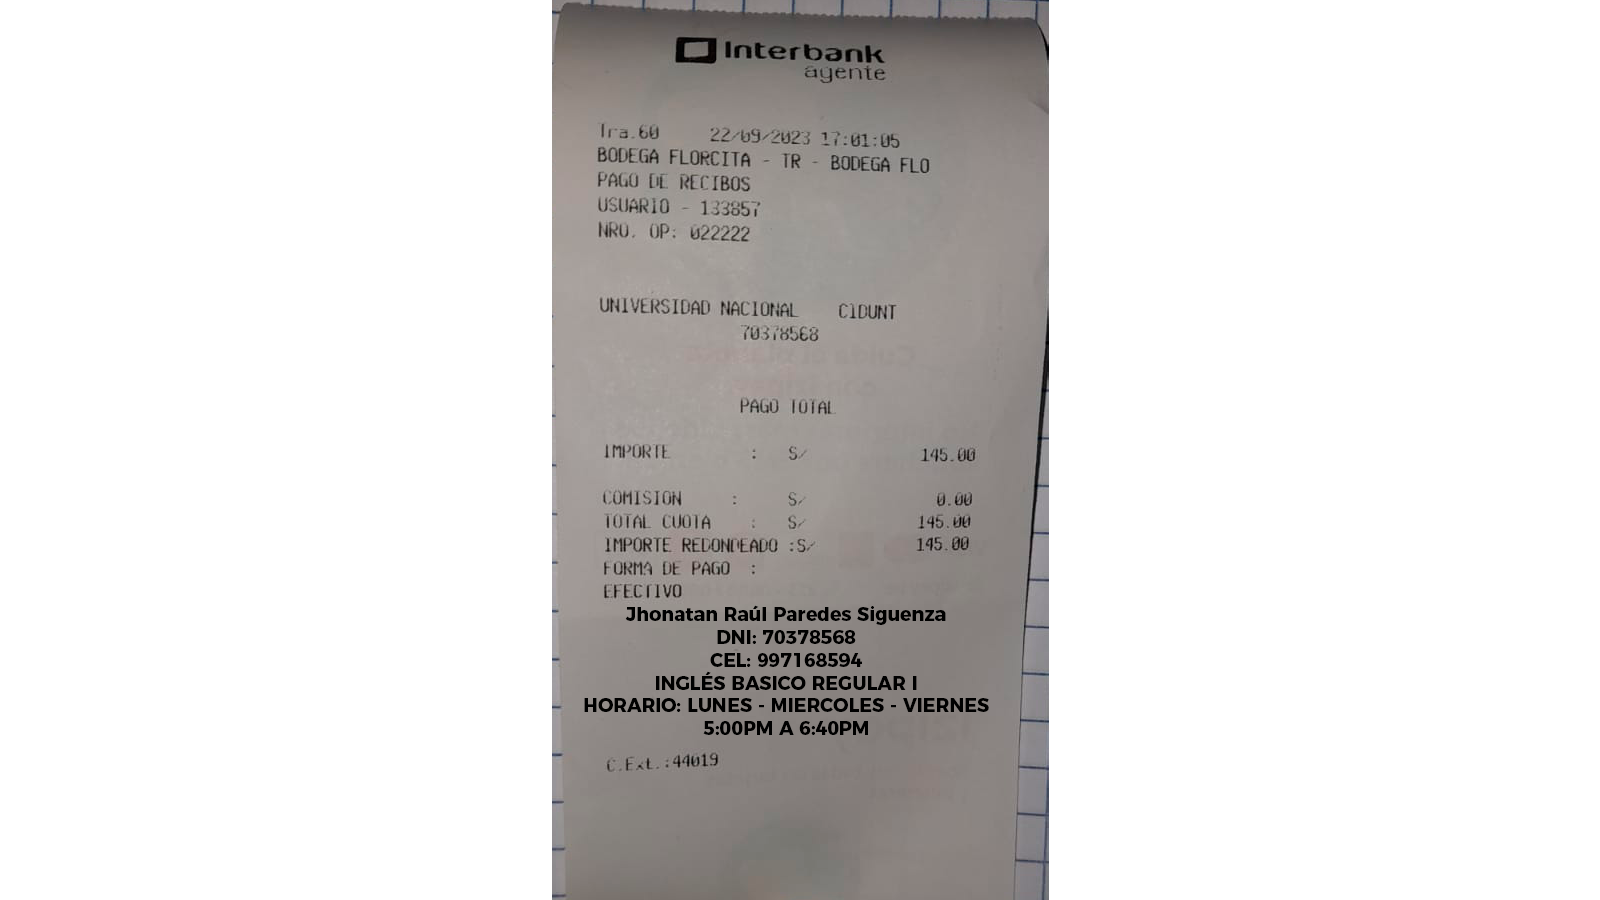 Interbank
agente
Tra.60 22/09/2023 17:01:05
BODEGA FLORCITA - TR - BODEGA FLO
PAGO DE RECIBOS
USUARIO - 133857
NRO. OP: 022222
UNIVERSIDAD NACIONAL CIDUNT
70378568
PAGO TOTAL
IMPORTE : S/ 145.00
COMISION : S/ 0.00
TOTAL CUOTA : S/ 145.00
IMPORTE REDONDEADO :S/ 145.00
FORMA DE PAGO :
EFECTIVO
Jhonatan Raúl Paredes Siguenza
DNI: 70378568
CEL: 997168594
INGLÉS BASICO REGULAR I
HORARIO: LUNES - MIERCOLES - VIERNES
5:00PM A 6:40PM
C.Ext.:44019